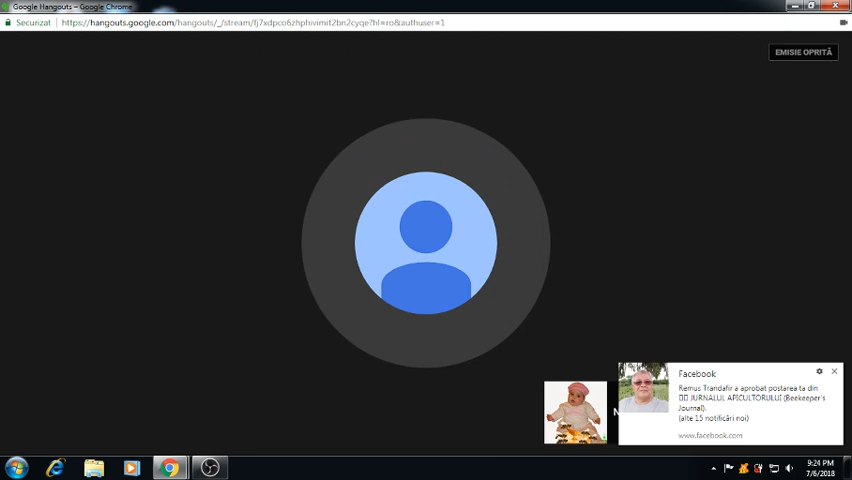 Google Hangouts – Google Chrome
Securizat
https://hangouts.google.com/hangouts/_/stream/fj7xdpco6zhphivimit2bn2cyqe?hl=ro&authuser=1
EMISIE OPRITĂ
Facebook
Remus Trandafir a aprobat postarea ta din
JURNALUL APICULTORULUI (Beekeeper's
Journal).
(alte 15 notificări noi)
www.facebook.com
9:24 PM
7/6/2018